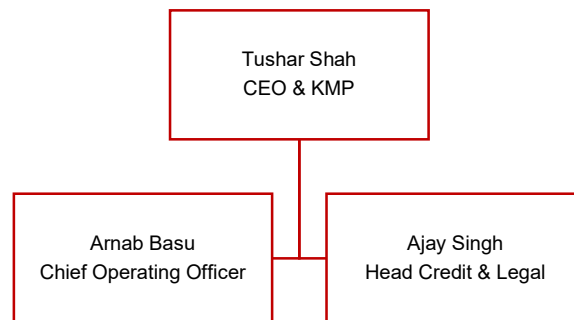 Tushar Shah
CEO & KMP
Arnab Basu
Chief Operating Officer
Ajay Singh
Head Credit & Legal